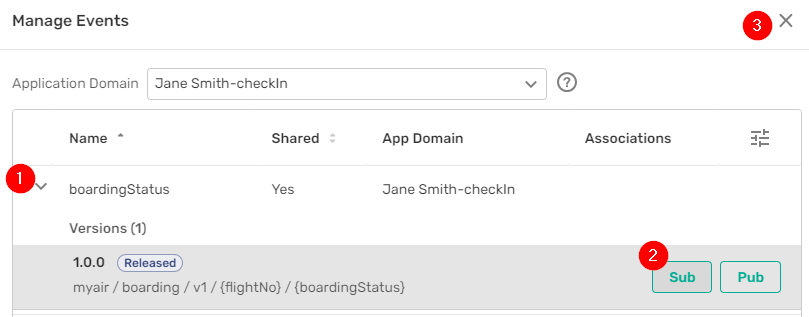 Manage Events
3
Application Domain Jane Smith-checkIn ?
Name Shared App Domain Associations
1
boardingStatus Yes Jane Smith-checkIn
Versions (1)
1.0.0 Released
2
Sub Pub
myair / boarding / v1 / {flightNo} / {boardingStatus}